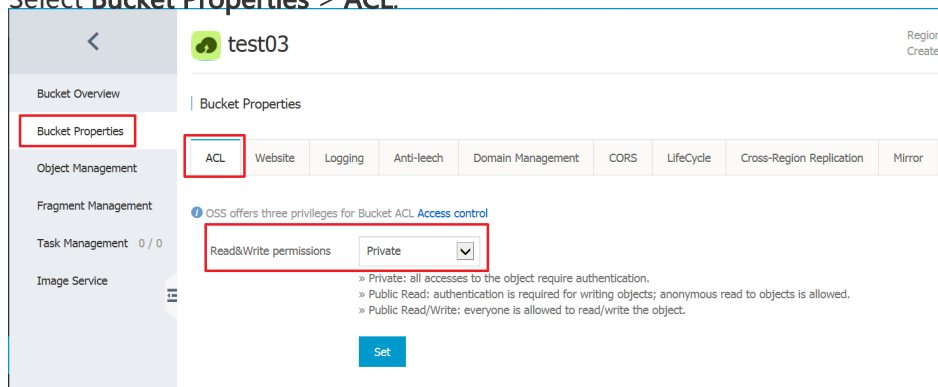 Select Bucket Properties > ACL.
test03
Region
Create
Bucket Overview
Bucket Properties
Object Management
Fragment Management
Task Management 0 / 0
Image Service
Bucket Properties
ACL Website Logging Anti-leech Domain Management CORS LifeCycle Cross-Region Replication Mirror
OSS offers three privileges for Bucket ACL Access control
Read&Write permissions Private
» Private: all accesses to the object require authentication.
» Public Read: authentication is required for writing objects; anonymous read to objects is allowed.
» Public Read/Write: everyone is allowed to read/write the object.
Set